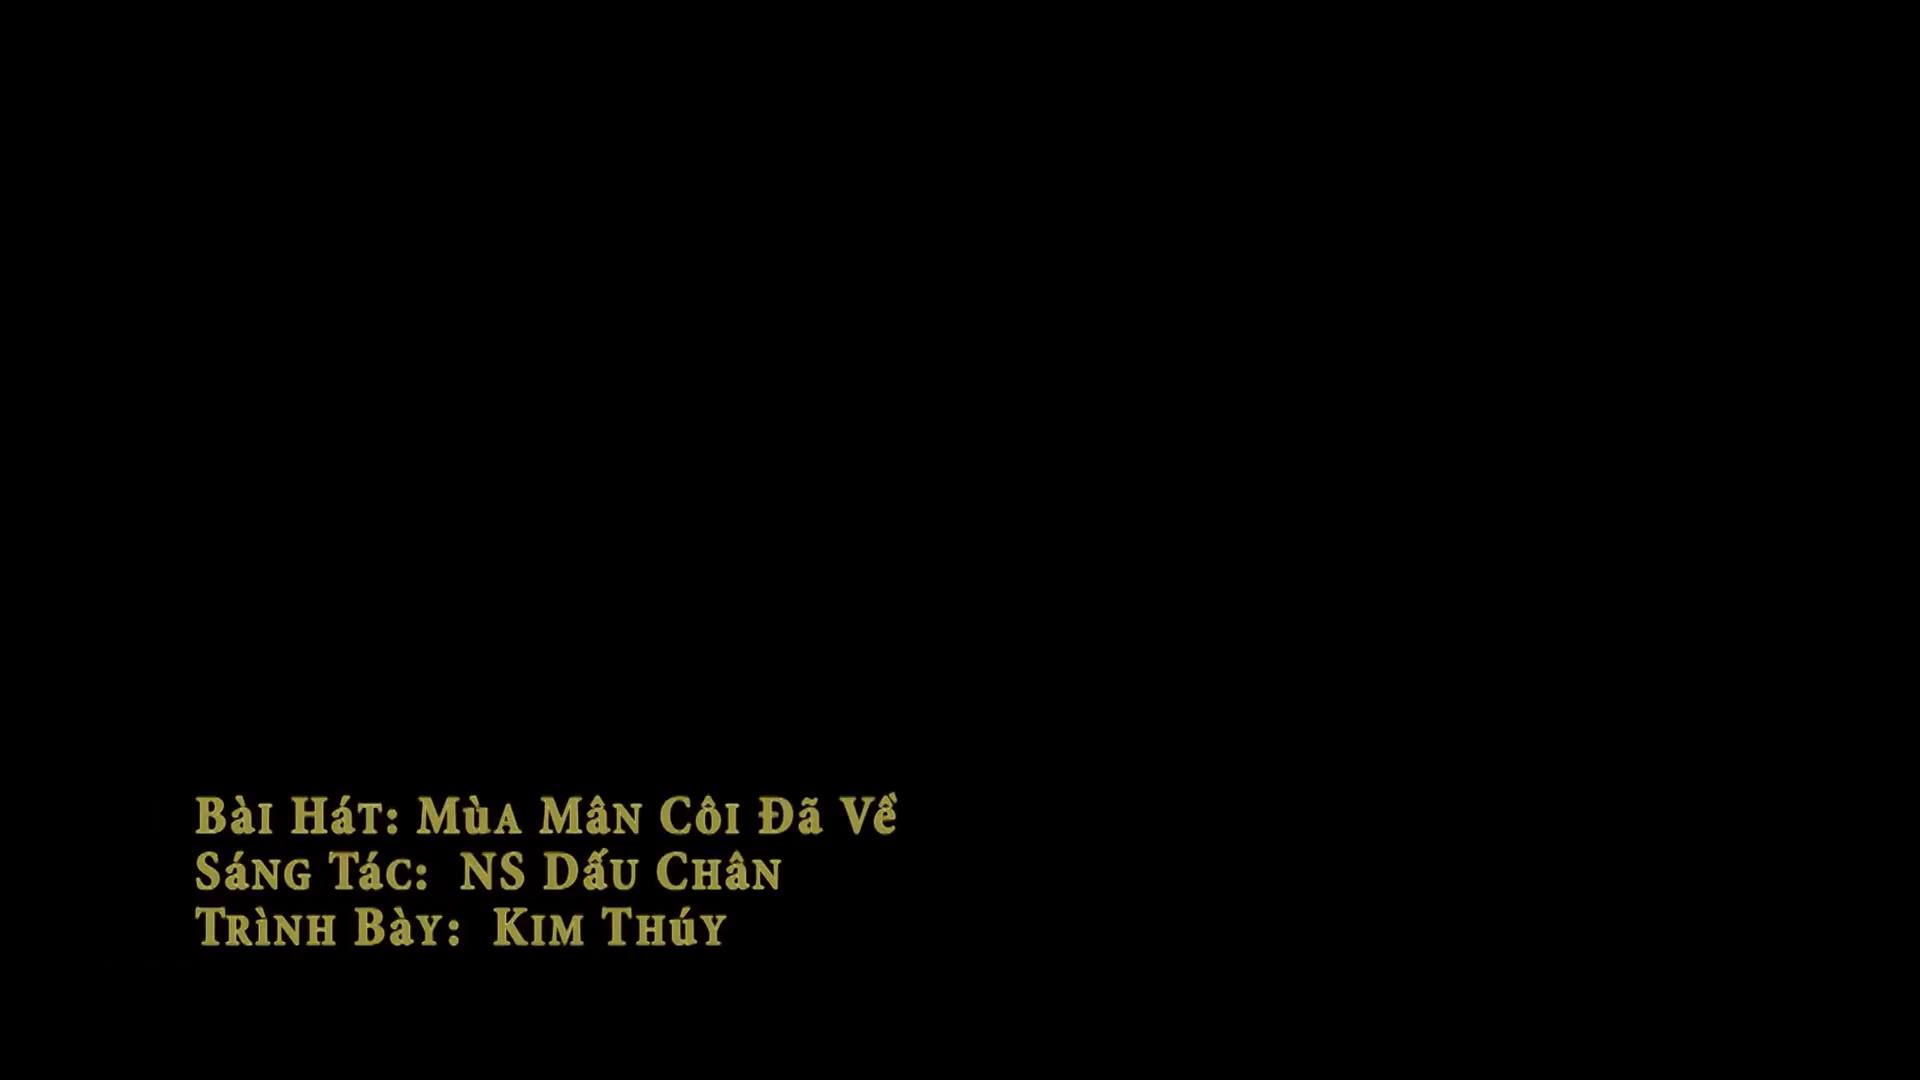 Bài Hát: Mùa Mân Côi Đã Về
Sáng Tác: NS Dấu Chân
Trình Bày: Kim Thúy